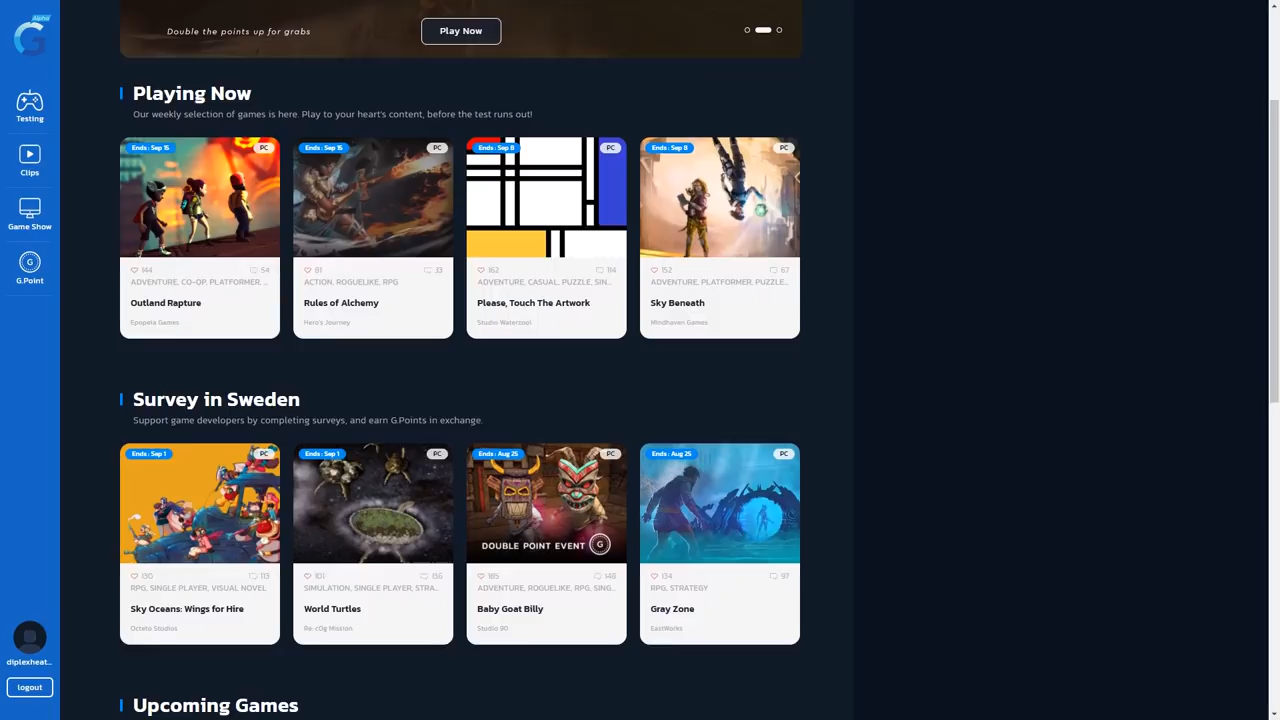 Alpha
G
Testing
Clips
Game Show
G
G.Point
diplexheat...
logout
Double the points up for grabs
Play Now
Playing Now
Our weekly selection of games is here. Play to your heart's content, before the test runs out!
Ends : Sep 15
PC
144
54
ADVENTURE, CO-OP, PLATFORMER, ...
Outland Rapture
Epopeia Games
Ends : Sep 15
PC
81
33
ACTION, ROGUELIKE, RPG
Rules of Alchemy
Hero's Journey
Ends : Sep 8
PC
162
114
ADVENTURE, CASUAL, PUZZLE, SIN...
Please, Touch The Artwork
Studio Waterzooi
Ends : Sep 8
PC
152
67
ADVENTURE, PLATFORMER, PUZZLE...
Sky Beneath
Mindhaven Games
Survey in Sweden
Support game developers by completing surveys, and earn G.Points in exchange.
Ends : Sep 1
PC
130
113
RPG, SINGLE PLAYER, VISUAL NOVEL
Sky Oceans: Wings for Hire
Octeto Studios
Ends : Sep 1
PC
101
136
SIMULATION, SINGLE PLAYER, STRA...
World Turtles
Re: cOg Mission
Ends : Aug 25
PC
DOUBLE POINT EVENT G
185
148
ADVENTURE, ROGUELIKE, RPG, SING...
Baby Goat Billy
Studio 90
Ends : Aug 25
PC
134
97
RPG, STRATEGY
Gray Zone
EastWorks
Upcoming Games